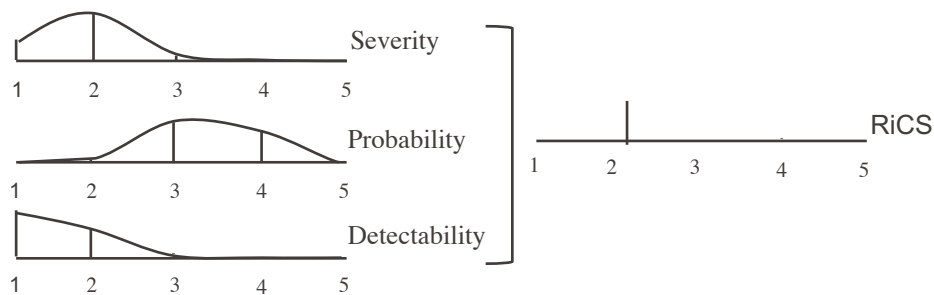 Severity
1 2 3 4 5
Probability
1 2 3 4 5
Detectability
1 2 3 4 5
RiCS
1 2 3 4 5